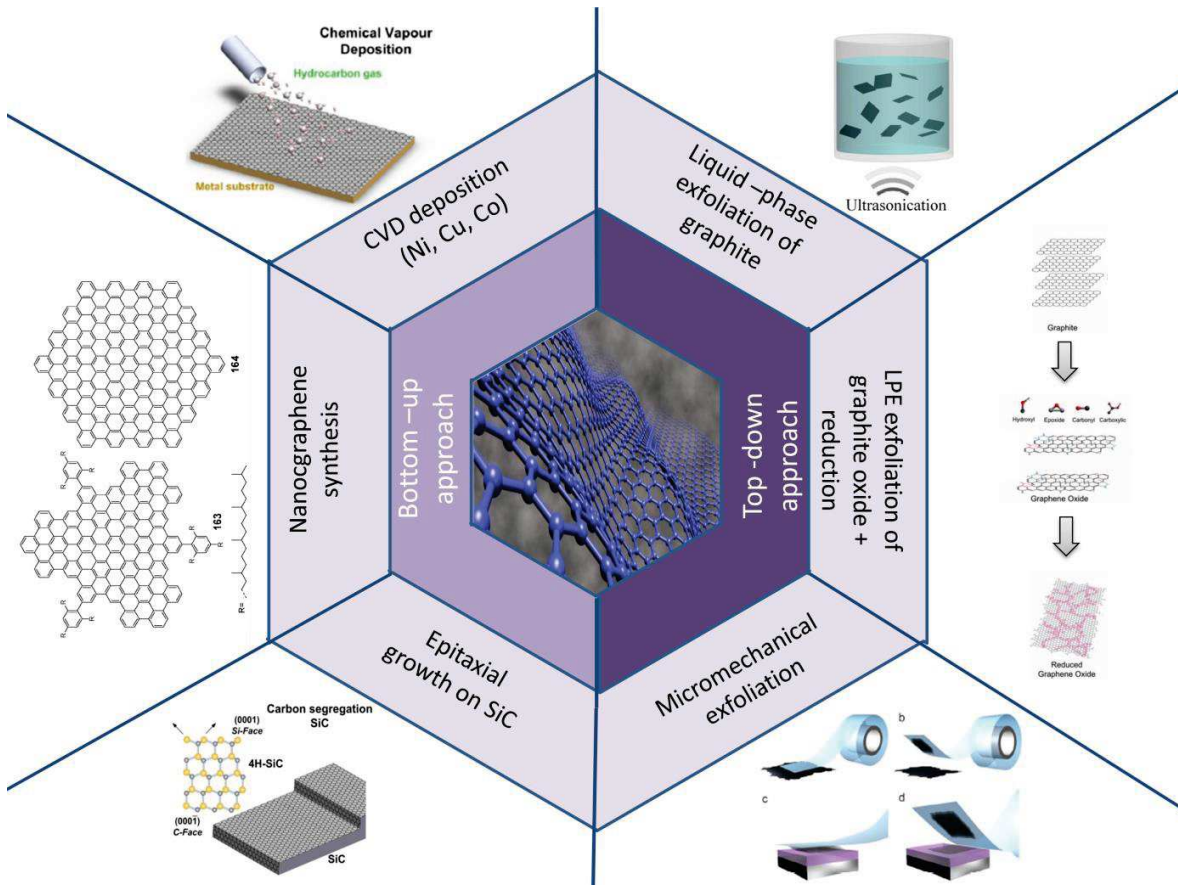 Chemical Vapour
Deposition
Hydrocarbon gas
Metal substrate
Ultrasonication
CVD deposition
(Ni, Cu, Co)
Liquid –phase
exfoliation of
graphite
Nanocgraphene
synthesis
Bottom –up
approach
Top -down
approach
LPE exfoliation of
graphite oxide +
reduction
Epitaxial
growth on SiC
Micromechanical
exfoliation
164
163
R
R
R
R
R
R
R=
Graphite
Hydroxyl
Epoxide
Carbonyl
Carboxylic
Graphene Oxide
Reduced
Graphene Oxide
Carbon segregation
SiC
(0001)
Si-Face
4H-SiC
(0001̅)
C-Face
SiC
b
c
d